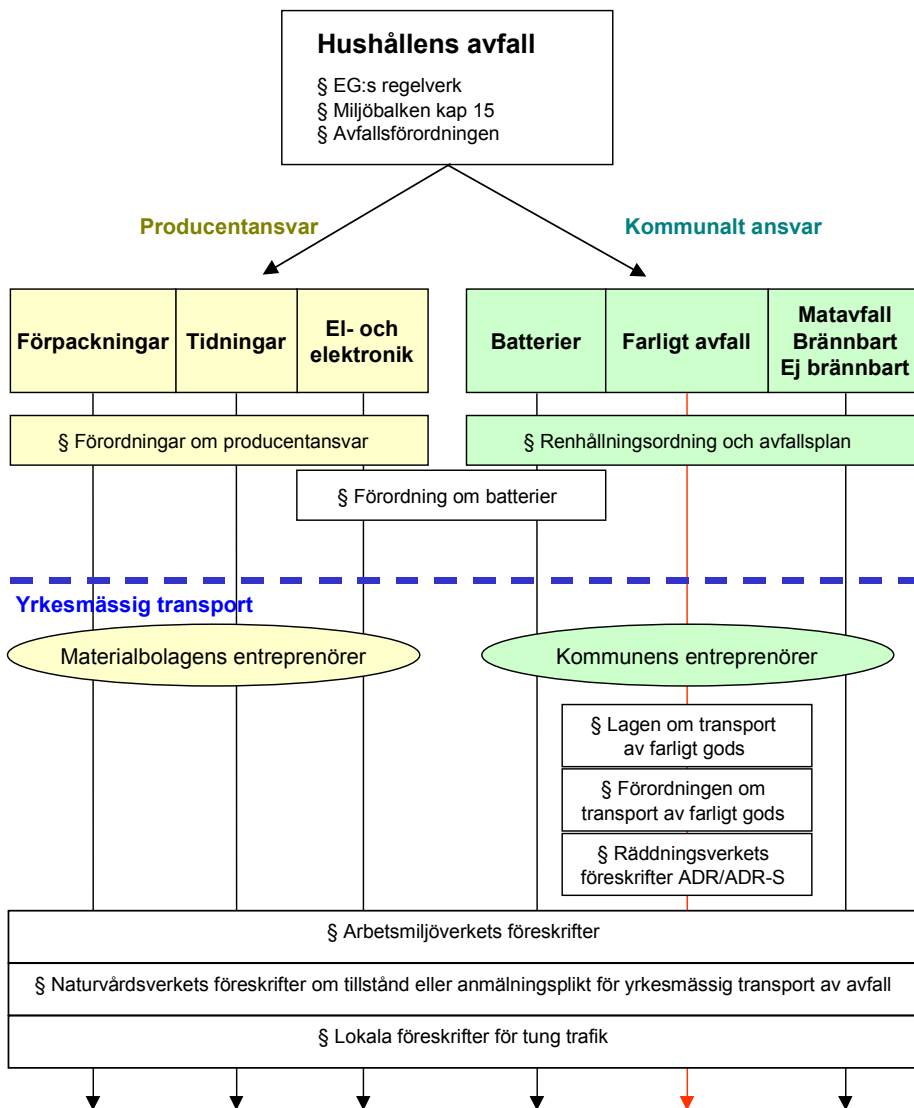 Hushållens avfall
§ EG:s regelverk
§ Miljöbalken kap 15
§ Avfallsförordningen
Producentansvar
Kommunalt ansvar
Förpackningar
Tidningar
El- och
elektronik
Batterier
Farligt avfall
Matavfall
Brännbart
Ej brännbart
§ Förordningar om producentansvar
§ Renhållningsordning och avfallsplan
§ Förordning om batterier
Yrkesmässig transport
Materialbolagens entreprenörer
Kommunens entreprenörer
§ Lagen om transport
av farligt gods
§ Förordningen om
transport av farligt gods
§ Räddningsverkets
föreskrifter ADR/ADR-S
§ Arbetsmiljöverkets föreskrifter
§ Naturvårdsverkets föreskrifter om tillstånd eller anmälningsplikt för yrkesmässig transport av avfall
§ Lokala föreskrifter för tung trafik